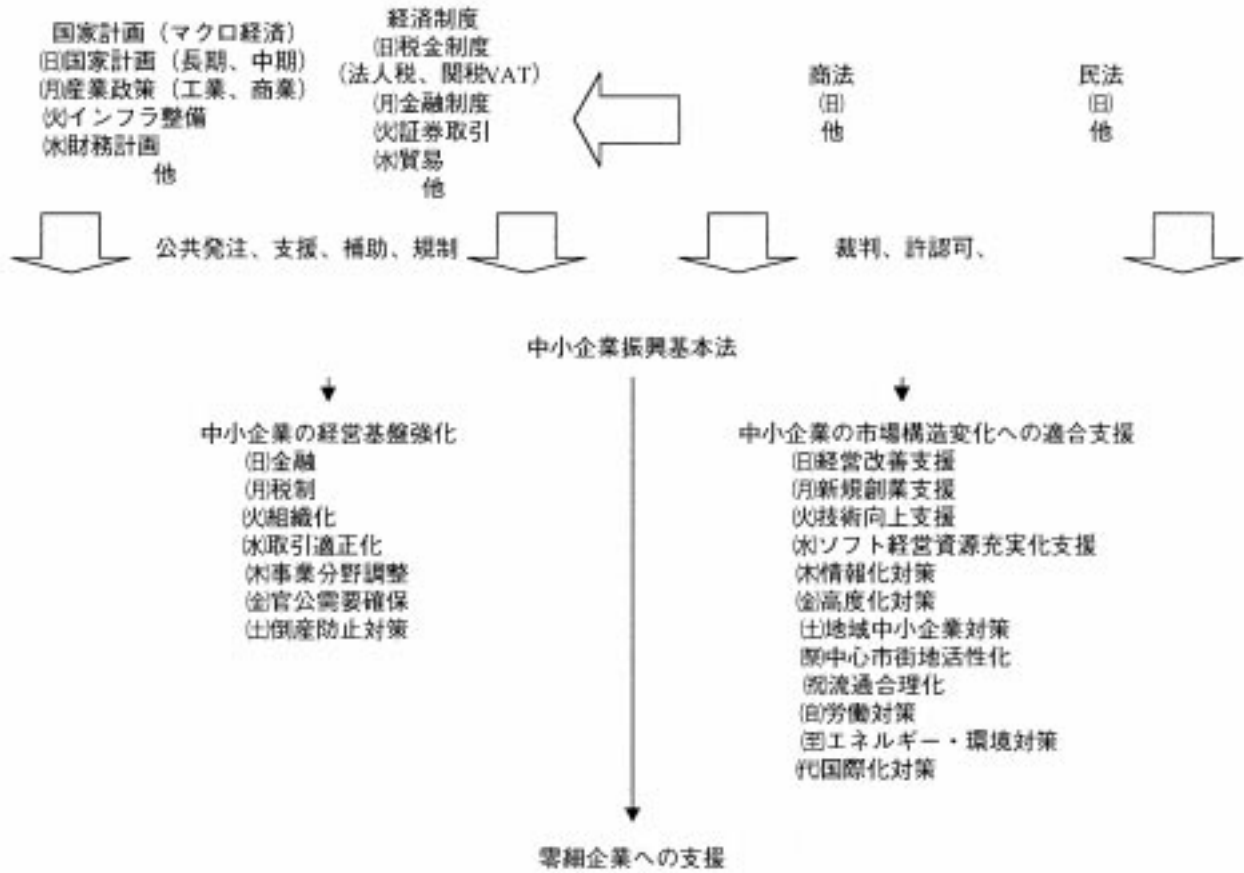 国家計画（マクロ経済）
㈰国家計画（長期、中期）
㈪産業政策（工業、商業）
㈫インフラ整備
㈬財務計画
他
経済制度
㈰税金制度
(法人税、関税VAT)
㈪金融制度
㈫証券取引
㈬貿易
他
商法
㈰
他
民法
㈰
他
公共発注、支援、補助、規制
裁判、許認可、
中小企業振興基本法
中小企業の経営基盤強化
㈰金融
㈪税制
㈫組織化
㈬取引適正化
㈭事業分野調整
㈮官公需要確保
㈯倒産防止対策
中小企業の市場構造変化への適合支援
㈰経営改善支援
㈪新規創業支援
㈫技術向上支援
㈬ソフト経営資源充実化支援
㈭情報化対策
㈮高度化対策
㈯地域中小企業対策
㉀中心市街地活性化
㈷流通合理化
㉂労働対策
㉃エネルギー・環境対策
㈹国際化対策
零細企業への支援